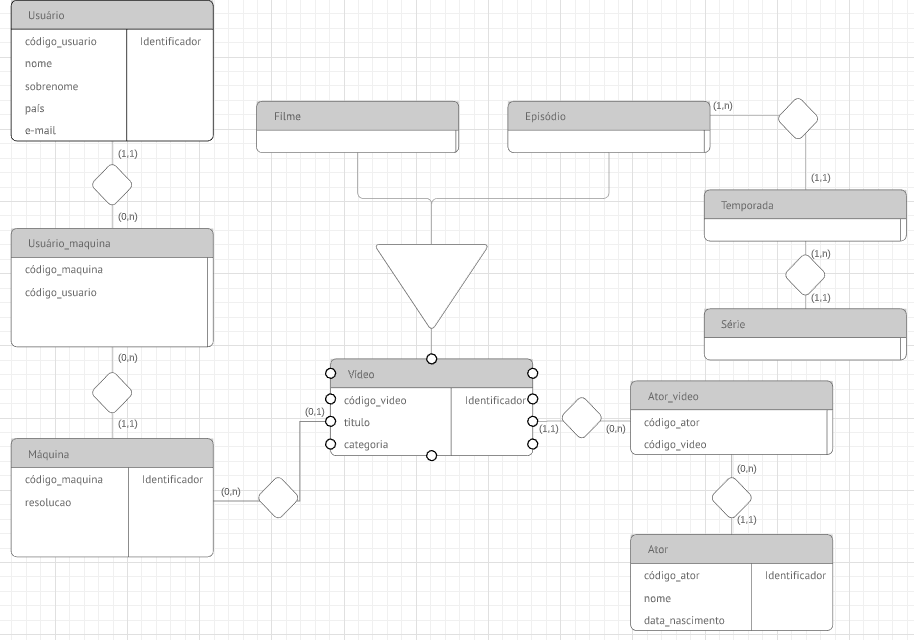 Usuário
código_usuario Identificador
nome
sobrenome
país
e-mail
(1,1)
(0,n)
Usuário_maquina
código_maquina
código_usuario
(0,n)
(1,1)
Máquina
código_maquina Identificador
resolucao
(0,n)
(0,1)
Filme
Episódio
(1,n)
(1,1)
Temporada
(1,n)
(1,1)
Série
Vídeo
código_video Identificador
título
categoria
(1,1)
(0,n)
Ator_video
código_ator
código_video
(0,n)
(1,1)
Ator
código_ator Identificador
nome
data_nascimento